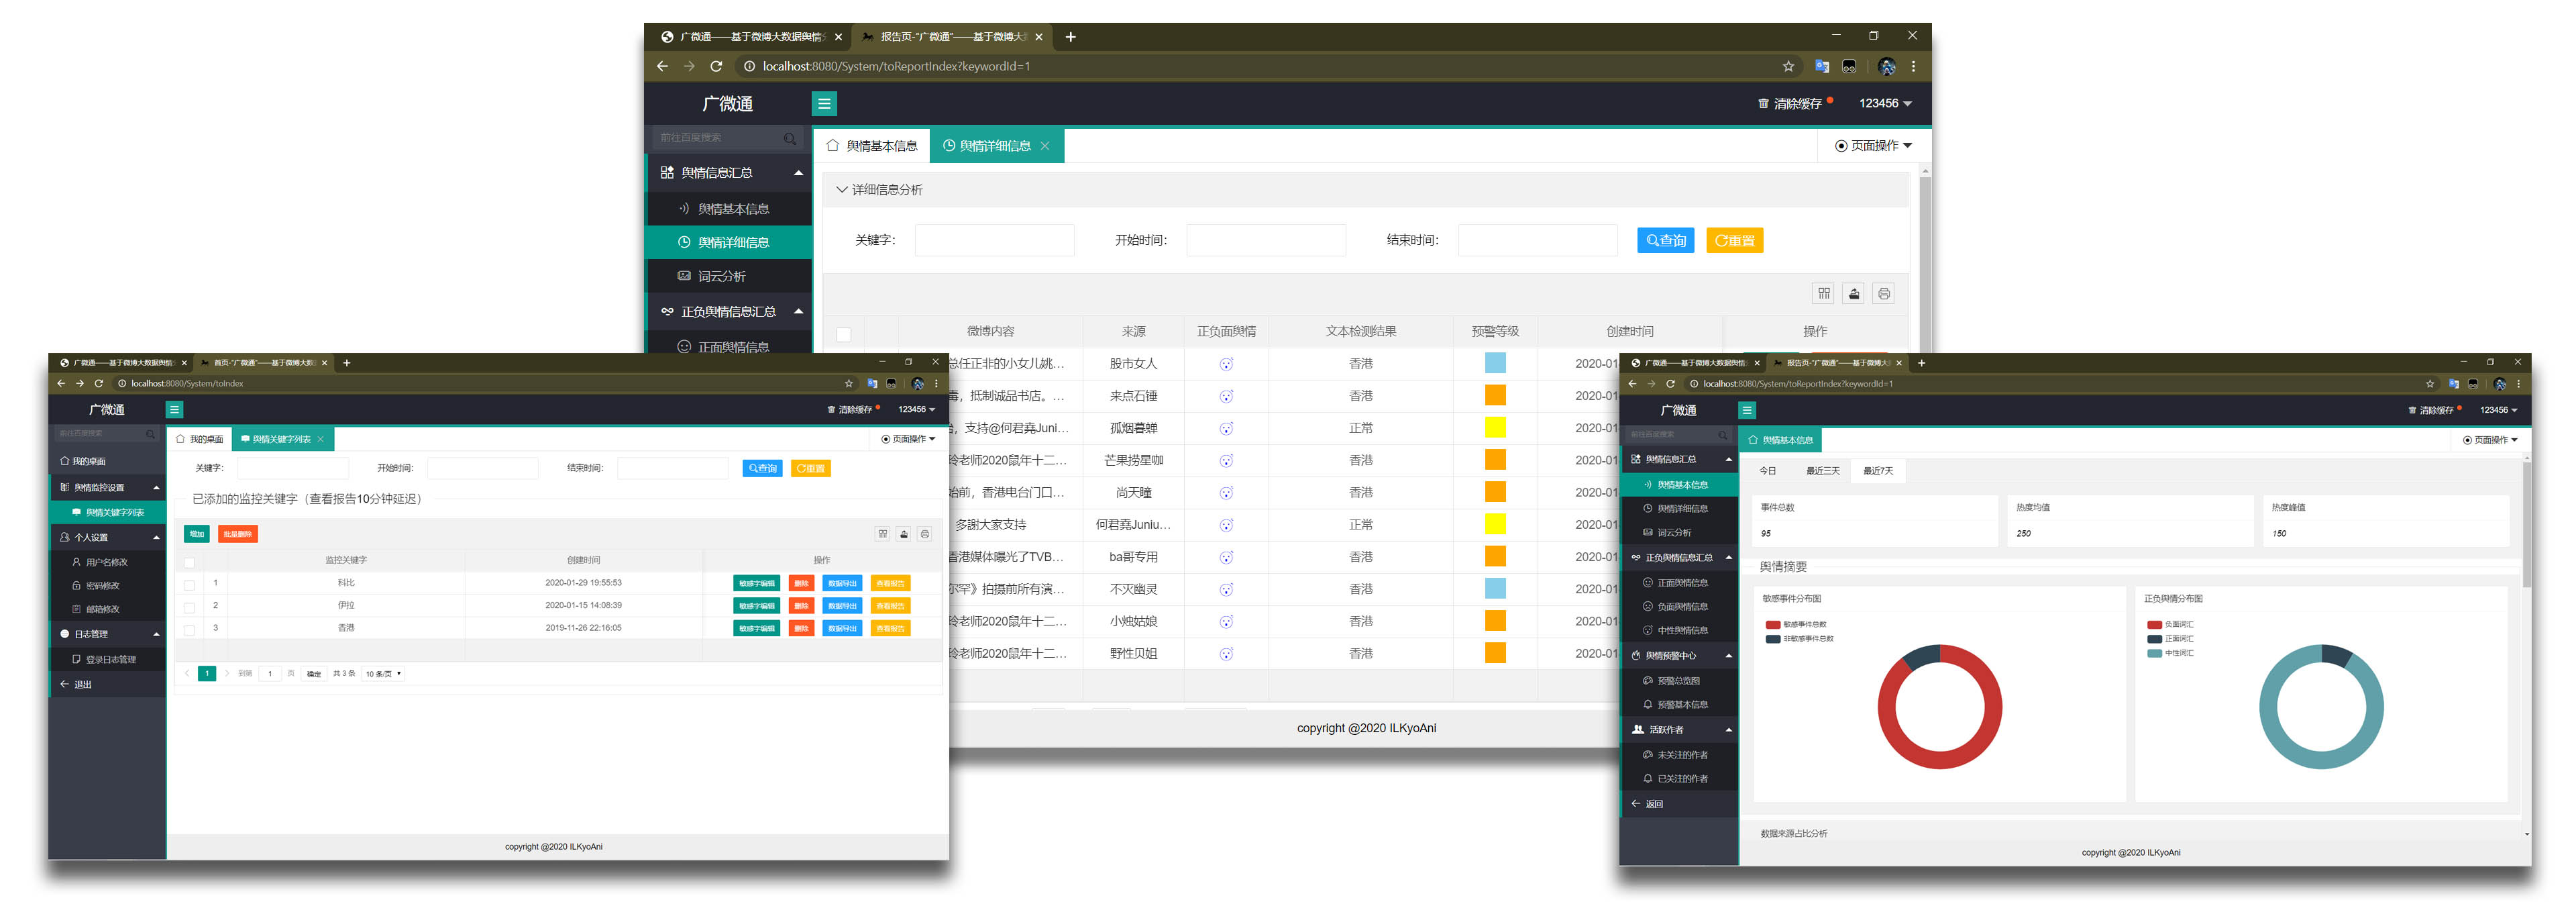 广微通——基于微博大数据舆情
报告页-“广微通”——基于微博大
localhost:8080/System/toReportIndex?keywordId=1
广微通
清除缓存
123456
前往百度搜索
舆情基本信息
舆情详细信息
页面操作
舆情信息汇总
舆情基本信息
舆情详细信息
词云分析
正负舆情信息汇总
正面舆情信息
详细信息分析
关键字: 开始时间: 结束时间: 查询 重置
微博内容 来源 正负面舆情 文本检测结果 预警等级 创建时间 操作
总任正非的小女儿姚... 股市女人 香港 2020-01
毒，抵制诚品书店。... 来点石锤 香港 2020-01
，支持@何君堯Juni... 孤烟暮蝉 正常 2020-01
玲老师2020鼠年十二... 芒果捞星咖 香港 2020-01
始前，香港电台门口... 尚天瞳 香港 2020-01
多謝大家支持 何君堯Juniu... 正常 2020-01
香港媒体曝光了TVB... ba哥专用 香港 2020-01
尔罕》拍摄前所有演... 不灭幽灵 香港 2020-01
玲老师2020鼠年十二... 小烛姑娘 香港 2020-01
玲老师2020鼠年十二... 野性贝姐 香港 2020-01
copyright @2020 ILKyoAni
广微通——基于微博大数据舆情
首页-“广微通”——基于微博大数
localhost:8080/System/toIndex
广微通
清除缓存
123456
前往百度搜索
我的桌面
舆情关键字列表
页面操作
我的桌面
舆情监控设置
舆情关键字列表
个人设置
用户名修改
密码修改
邮箱修改
日志管理
登录日志管理
退出
关键字: 开始时间: 结束时间: 查询 重置
已添加的监控关键字（查看报告10分钟延迟）
增加 批量删除
监控关键字 创建时间 操作
1 科比 2020-01-29 19:55:53 敏感字编辑 删除 数据导出 查看报告
2 伊拉 2020-01-15 14:08:39 敏感字编辑 删除 数据导出 查看报告
3 香港 2019-11-26 22:16:05 敏感字编辑 删除 数据导出 查看报告
1 到第 1 页 确定 共 3 条 10 条/页
copyright @2020 ILKyoAni
广微通——基于微博大数据舆情
报告页-“广微通”——基于微博大
localhost:8080/System/toReportIndex?keywordId=1
广微通
清除缓存
123456
前往百度搜索
舆情基本信息
页面操作
舆情信息汇总
舆情基本信息
舆情详细信息
词云分析
正负舆情信息汇总
正面舆情信息
负面舆情信息
中性舆情信息
舆情预警中心
预警总览图
预警基本信息
活跃作者
未关注的作者
已关注的作者
返回
今日 最近三天 最近7天
事件总数 热度均值 热度峰值
95 250 150
舆情摘要
敏感事件分布图
敏感事件总数
非敏感事件总数
正负舆情分布图
负面词汇
正面词汇
中性词汇
数据来源占比分析
copyright @2020 ILKyoAni